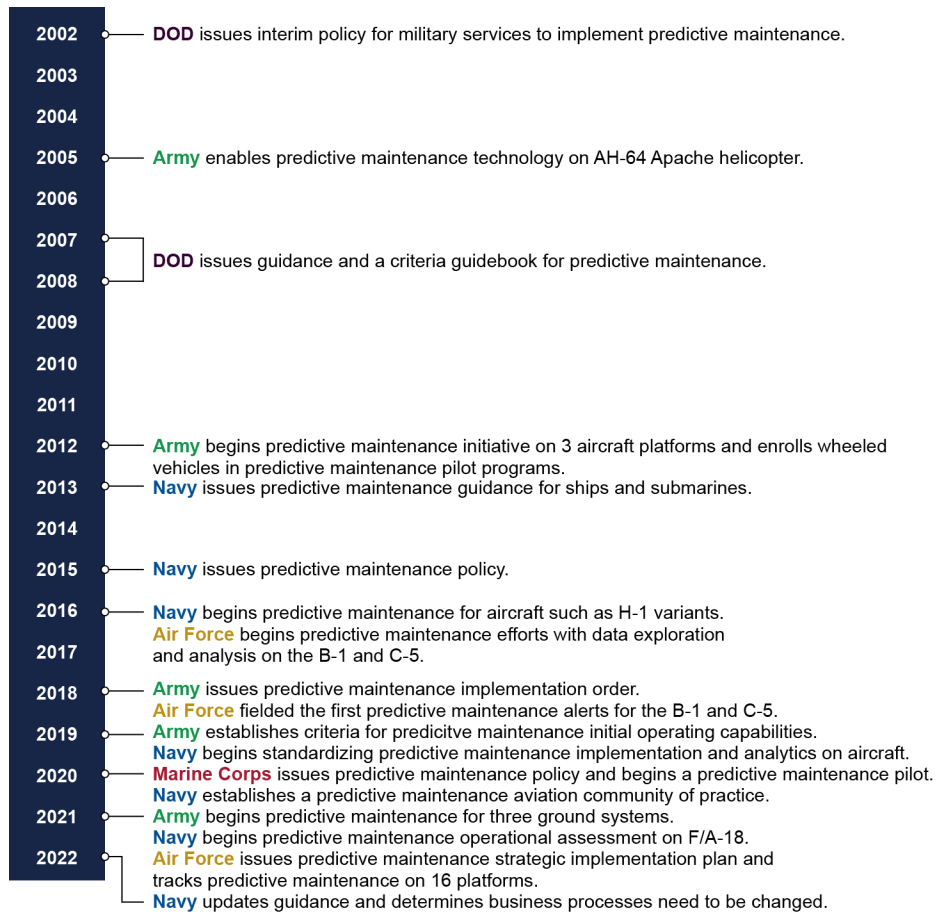 2002 DOD issues interim policy for military services to implement predictive maintenance.
2003
2004
2005 Army enables predictive maintenance technology on AH-64 Apache helicopter.
2006
2007
DOD issues guidance and a criteria guidebook for predictive maintenance.
2008
2009
2010
2011
2012 Army begins predictive maintenance initiative on 3 aircraft platforms and enrolls wheeled
vehicles in predictive maintenance pilot programs.
2013 Navy issues predictive maintenance guidance for ships and submarines.
2014
2015 Navy issues predictive maintenance policy.
2016 Navy begins predictive maintenance for aircraft such as H-1 variants.
Air Force begins predictive maintenance efforts with data exploration
2017 and analysis on the B-1 and C-5.
2018 Army issues predictive maintenance implementation order.
Air Force fielded the first predictive maintenance alerts for the B-1 and C-5.
2019 Army establishes criteria for predicitve maintenance initial operating capabilities.
Navy begins standardizing predictive maintenance implementation and analytics on aircraft.
2020 Marine Corps issues predictive maintenance policy and begins a predictive maintenance pilot.
Navy establishes a predictive maintenance aviation community of practice.
2021 Army begins predictive maintenance for three ground systems.
Navy begins predictive maintenance operational assessment on F/A-18.
2022 Air Force issues predictive maintenance strategic implementation plan and
tracks predictive maintenance on 16 platforms.
Navy updates guidance and determines business processes need to be changed.